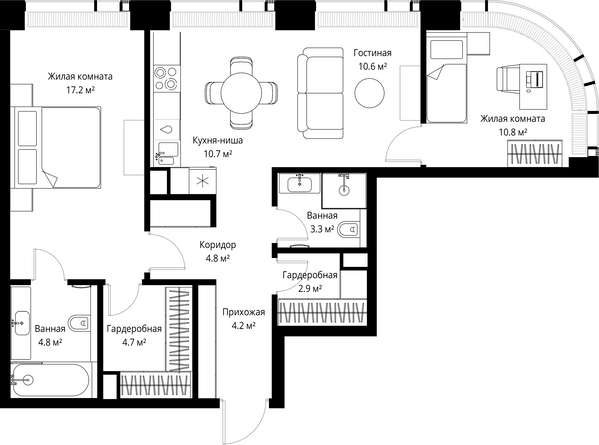 Жилая комната
17.2 м²
Гостиная
10.6 м²
Кухня-ниша
10.7 м²
Жилая комната
10.8 м²
Ванная
3.3 м²
Коридор
4.8 м²
Гардеробная
2.9 м²
Прихожая
4.2 м²
Ванная
4.8 м²
Гардеробная
4.7 м²